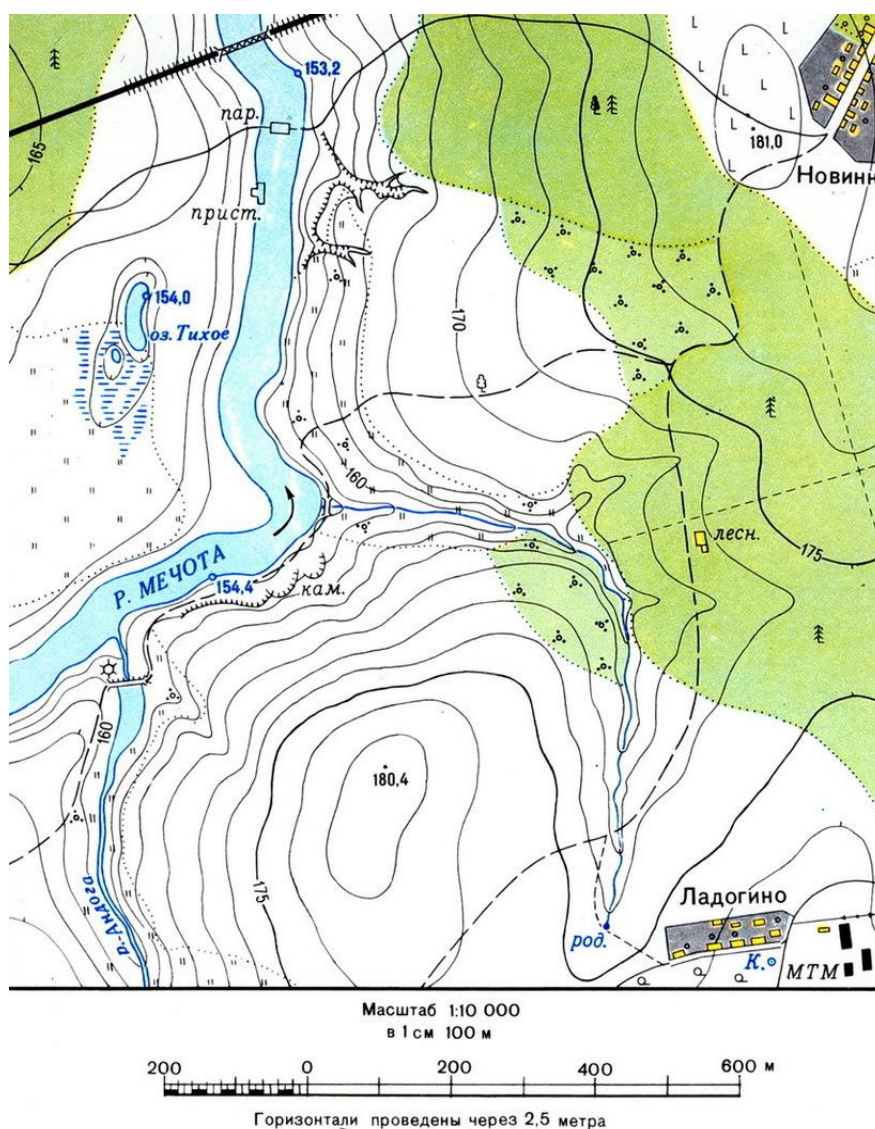 153,2
пар.
165
181,0
Новинн
прист.
154,0
оз. Тихое
170
160
лесн.
175
Р. МЕЧОТА
154,4
кам.
160
180,4
175
р. Андога
Ладогино
род.
К.
МТМ
Масштаб 1:10 000
в 1 см 100 м
200 0 200 400 600 м
Горизонтали проведены через 2,5 метра